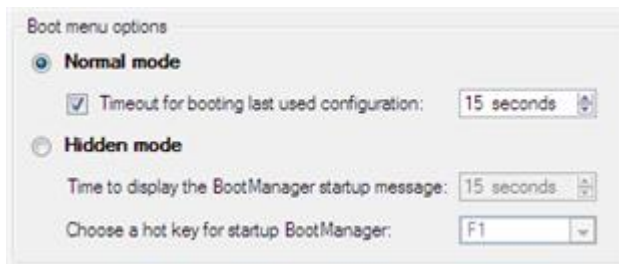 Boot menu options
Normal mode
Timeout for booting last used configuration: 15 seconds
Hidden mode
Time to display the BootManager startup message: 15 seconds
Choose a hot key for startup BootManager: F1